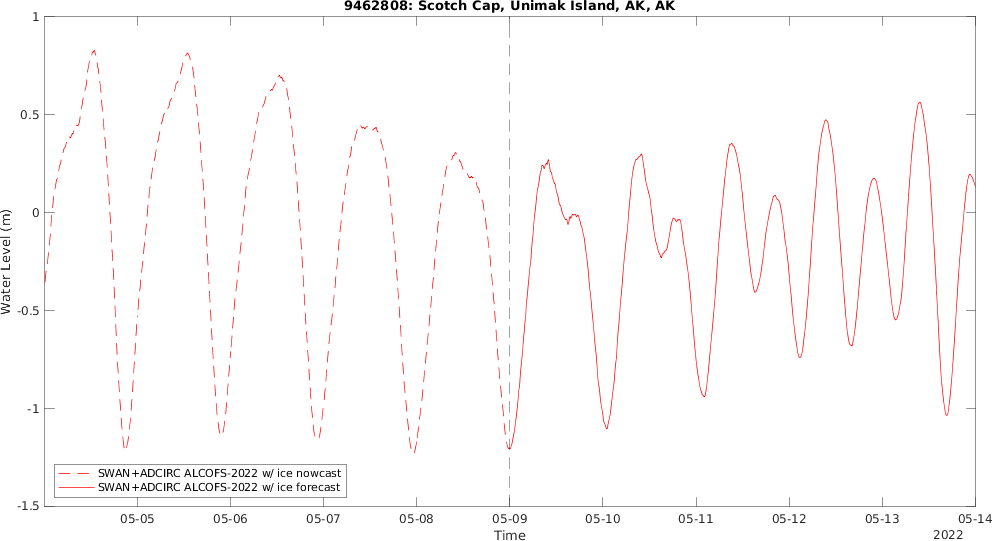 9462808: Scotch Cap, Unimak Island, AK, AK
1
0.5
0
-0.5
-1
-1.5
Water Level (m)
SWAN+ADCIRC ALCOFS-2022 w/ ice nowcast
SWAN+ADCIRC ALCOFS-2022 w/ ice forecast
05-05 05-06 05-07 05-08 05-09 05-10 05-11 05-12 05-13 05-14
Time
2022